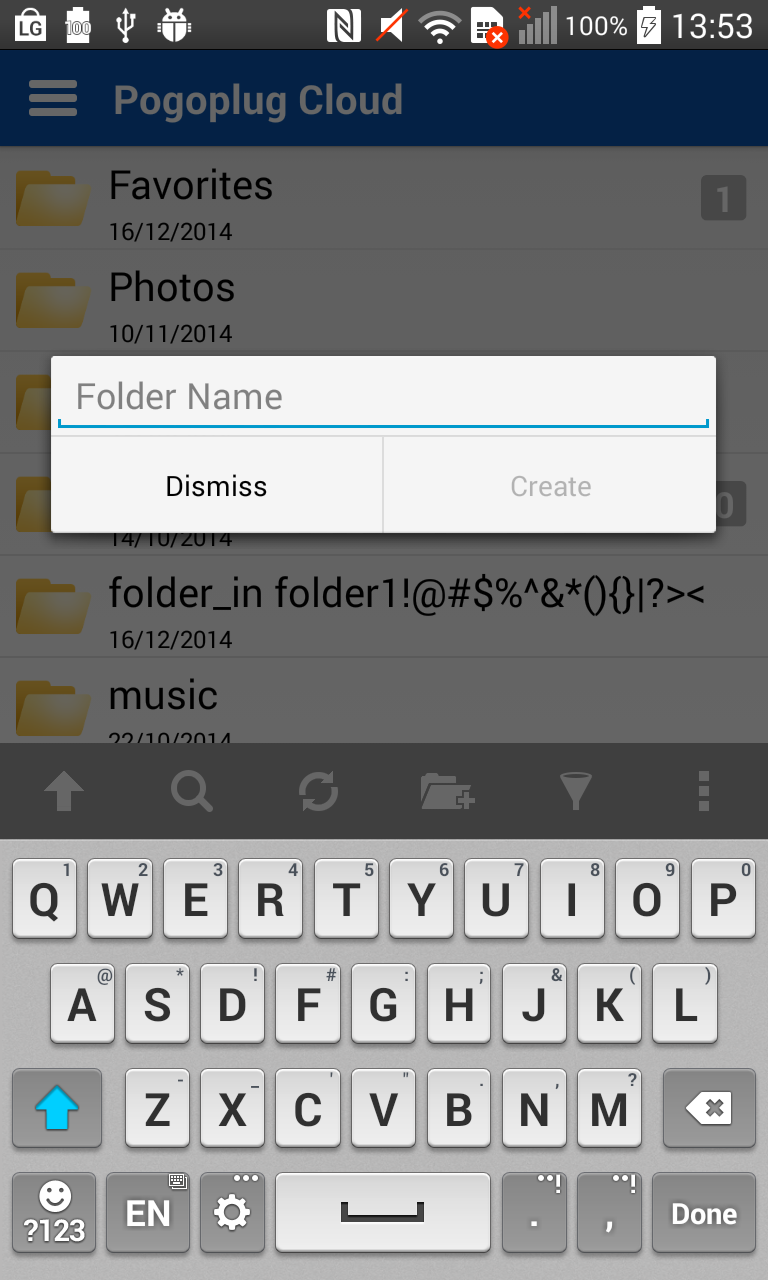 LG 100 100% 13:53
Pogoplug Cloud
Favorites
1
16/12/2014
Photos
10/11/2014
Folder Name
Dismiss Create
0
14/10/2014
folder_in folder1!@#$%^&*(){}|?><
16/12/2014
music
22/10/2014
1 2 3 4 5 6 7 8 9 0
Q W E R T Y U I O P
@ * ! # : ; & ( )
A S D F G H J K L
- _ ' " . , ?
Z X C V B N M
?123 EN . , Done